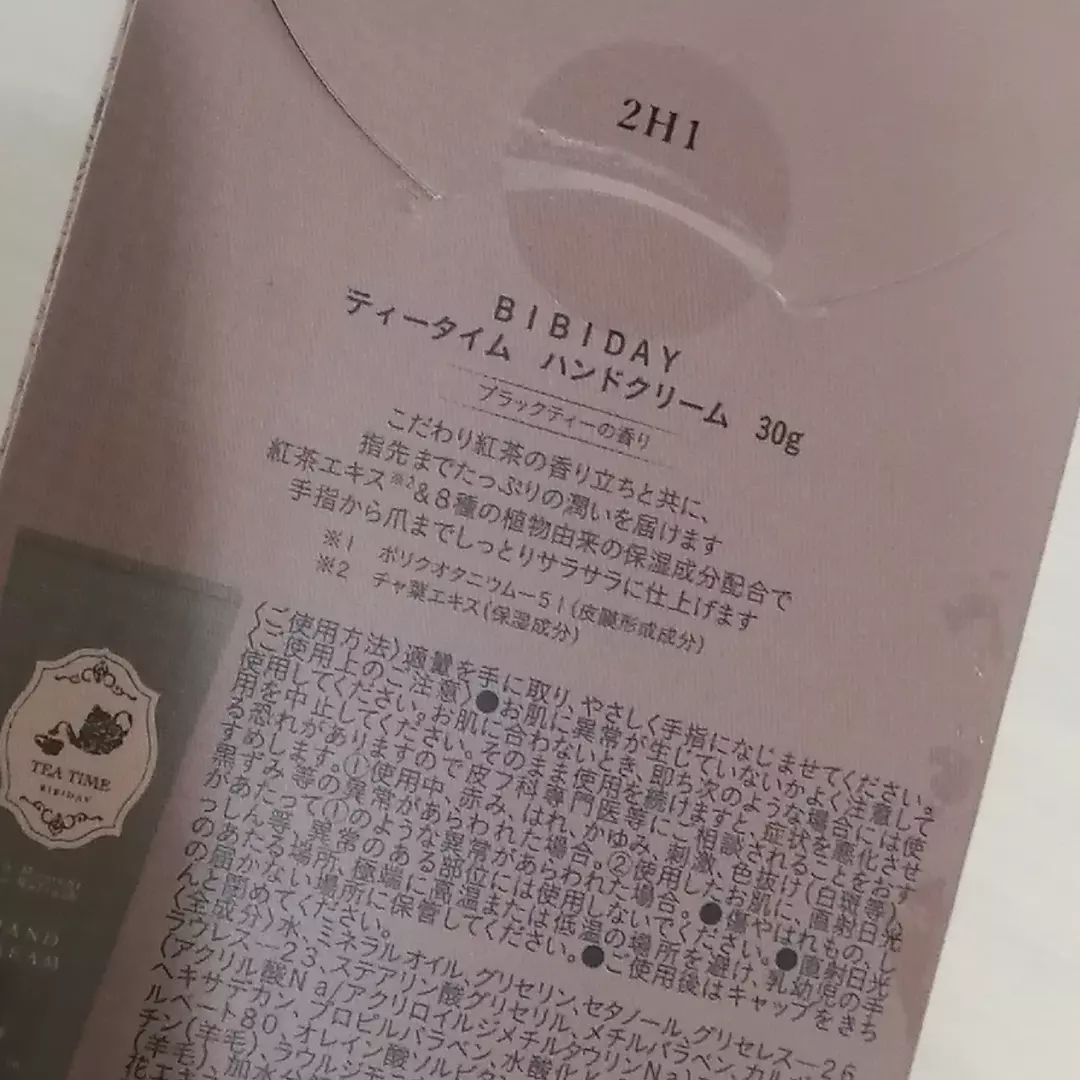 2H1
BIBIDAY
ティータイム ハンドクリーム 30g
ブラックティーの香り
こだわり紅茶の香り立ちと共に、
指先までたっぷりの潤いを届けます
紅茶エキス※2&8種の植物由来の保湿成分配合で
手指から爪までしっとりサラサラに仕上げます
※1 ポリクオタニウム−51(皮膜形成成分)
※2 チャ葉エキス(保湿成分)
〈ご使用方法〉適量を手に取り、やさしく手指になじませてください。
〈ご使用上のご注意〉●お肌に異常が生じていないかよく注意して
使用してください。お肌に合わないとき、即ち次のような場合には、使
用を中止してください。そのまま使用を続けますと、症状を悪化させ
る恐れがありますので、皮フ科専門医等にご相談されることをおす
すめします。①使用中、赤み、はれ、かゆみ、刺激、色抜け(白斑等)や
黒ずみ等の異常があらわれた場合。②使用したお肌に、直射日光
があたって①のような異常があらわれた場合。●傷やはれもの、し
っしん等、異常のある部位には使用しないでください。●直射日光
のあたる場所、極端に高温または低温の場所を避け、乳幼児の手
の届かない場所に保管してください。●ご使用後はキャップをき
んと閉めてください。
〈全成分〉水、ミネラルオイル、グリセリン、セタノール、グリセレス−26
ラウレス−23、ステアリン酸グリセリル、メチルパラベン、カル
(アクリル酸Na/アクリロイルジメチルタウリンNa)
ヘキサデカン、プロピルパラベン、水酸化
ルベート80、オレイン酸ソルビタン
チン(羊毛)、ラウルジモ
(羊毛)、加水分
花エキ
TEA TIME
BIBIDAY